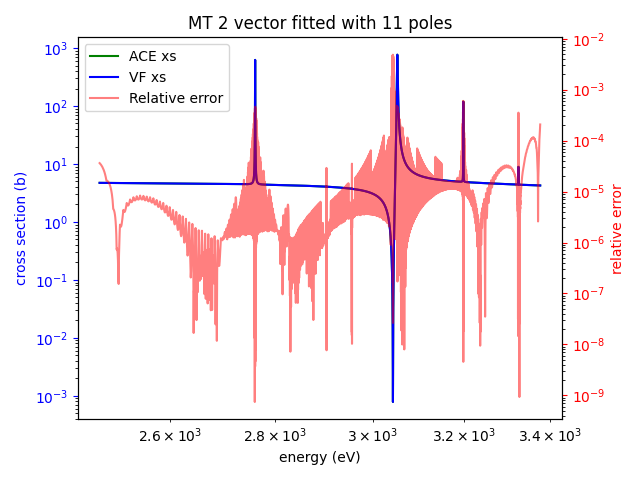 MT 2 vector fitted with 11 poles
ACE xs
VF xs
Relative error
cross section (b)
10³
10²
10¹
10⁰
10⁻¹
10⁻²
10⁻³
relative error
10⁻²
10⁻³
10⁻⁴
10⁻⁵
10⁻⁶
10⁻⁷
10⁻⁸
10⁻⁹
2.6 × 10³
2.8 × 10³
3 × 10³
3.2 × 10³
3.4 × 10³
energy (eV)